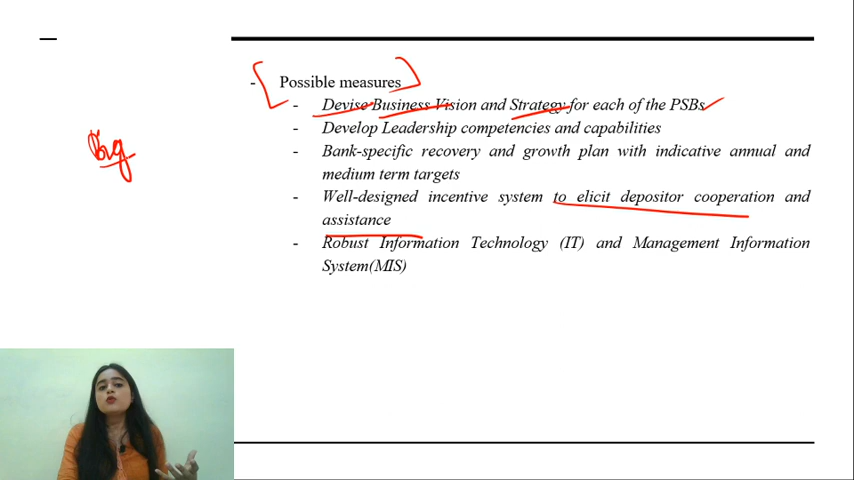 - Possible measures
- Devise Business Vision and Strategy for each of the PSBs
- Develop Leadership competencies and capabilities
- Bank-specific recovery and growth plan with indicative annual and
medium term targets
- Well-designed incentive system to elicit depositor cooperation and
assistance
- Robust Information Technology (IT) and Management Information
System(MIS)